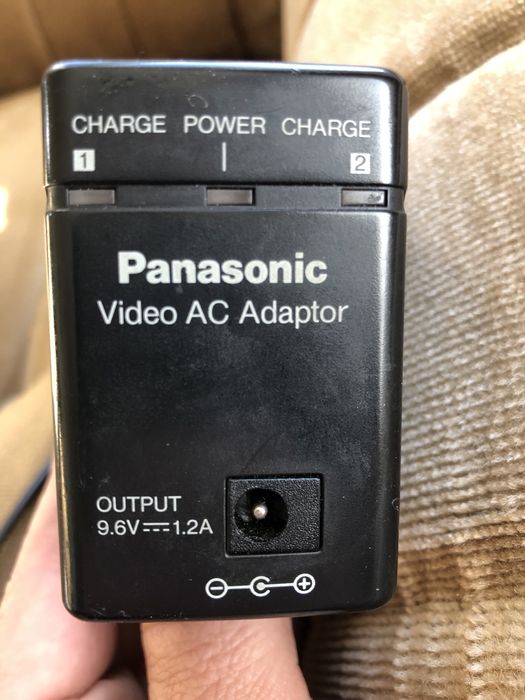 CHARGE POWER CHARGE
1 2
Panasonic
Video AC Adaptor
OUTPUT
9.6V⎓1.2A